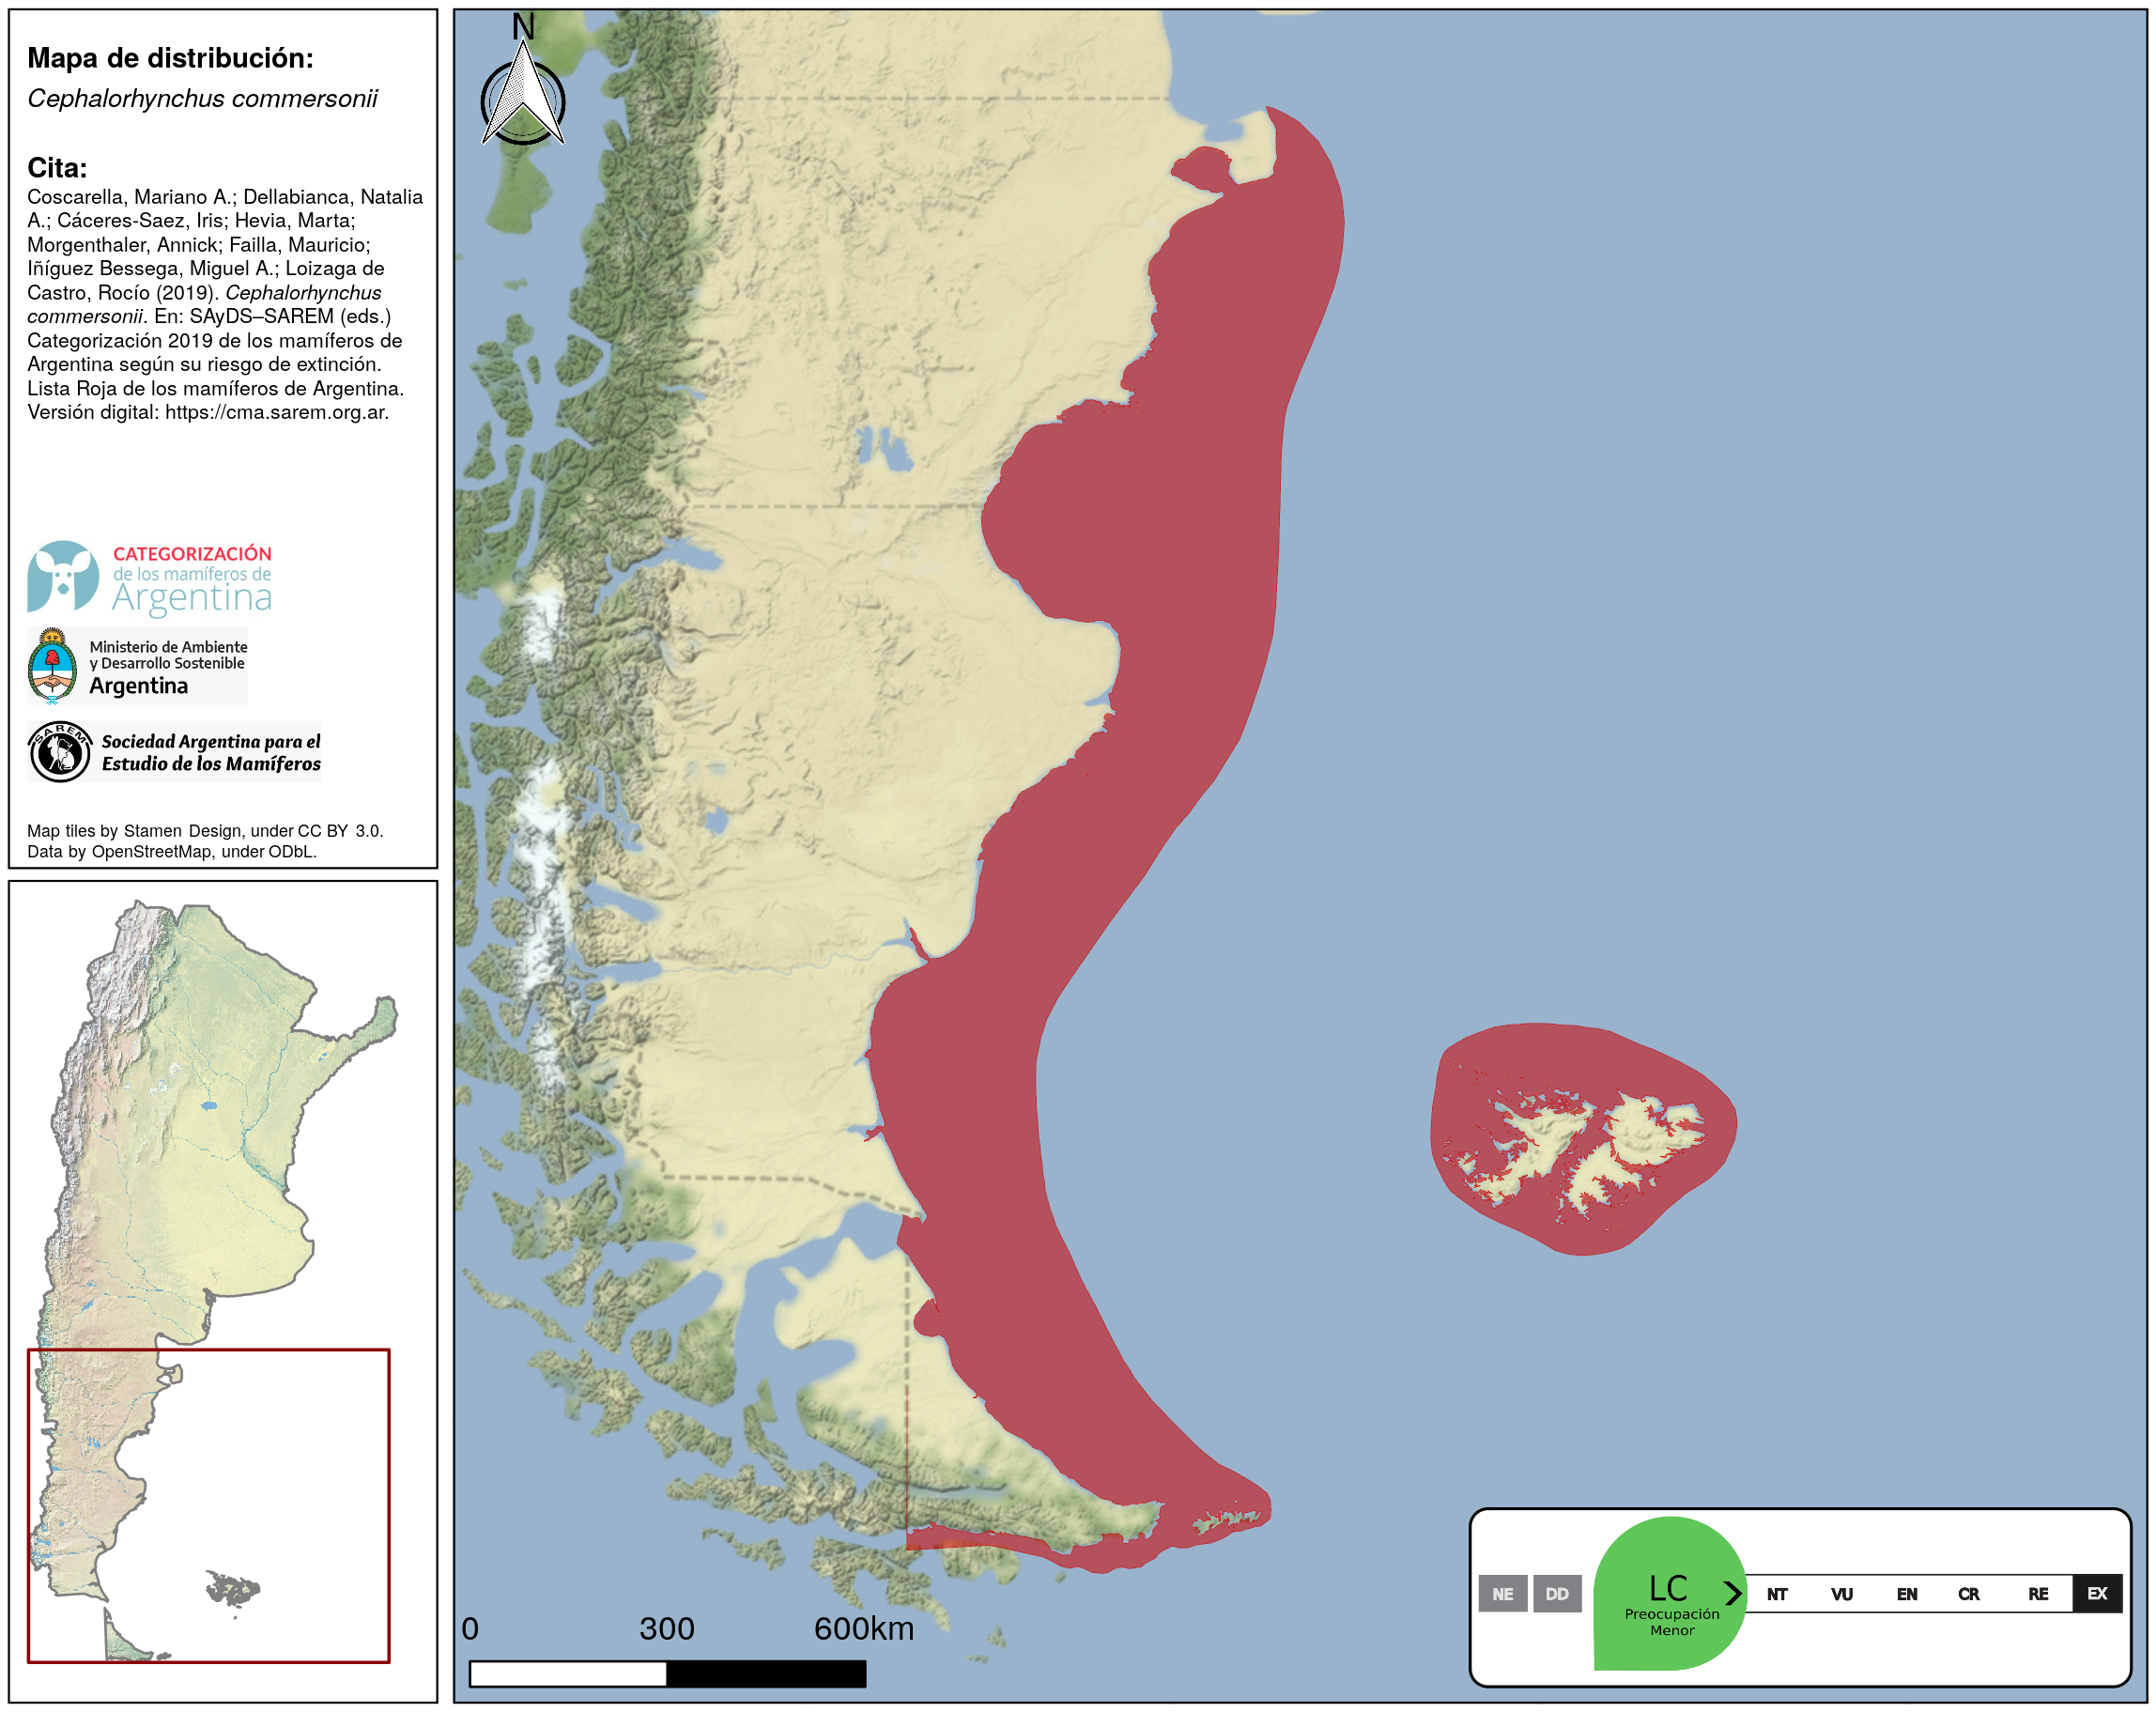 Mapa de distribución:
Cephalorhynchus commersonii
Cita:
Coscarella, Mariano A.; Dellabianca, Natalia
A.; Cáceres-Saez, Iris; Hevia, Marta;
Morgenthaler, Annick; Failla, Mauricio;
Iñíguez Bessega, Miguel A.; Loizaga de
Castro, Rocío (2019). Cephalorhynchus
commersonii. En: SAyDS–SAREM (eds.)
Categorización 2019 de los mamíferos de
Argentina según su riesgo de extinción.
Lista Roja de los mamíferos de Argentina.
Versión digital: https://cma.sarem.org.ar.
CATEGORIZACIÓN
de los mamíferos de
Argentina
Ministerio de Ambiente
y Desarrollo Sostenible
Argentina
SAREM
Sociedad Argentina para el
Estudio de los Mamíferos
Map tiles by Stamen Design, under CC BY 3.0.
Data by OpenStreetMap, under ODbL.
N
0 300 600km
NE DD LC NT VU EN CR RE EX
Preocupación
Menor